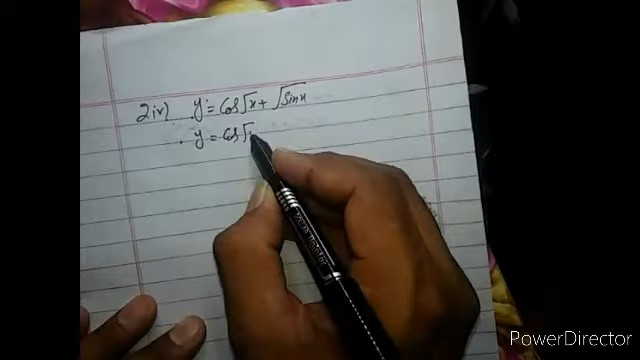 2iv) y = Cos√x + √Sinx
y = Cos√
PowerDirector